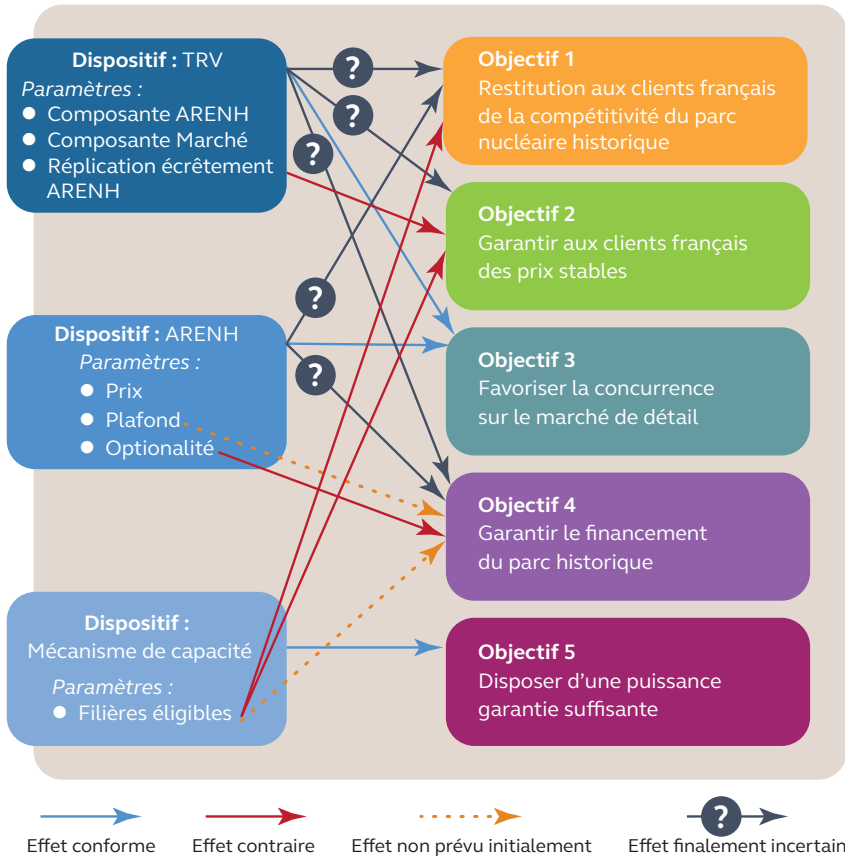 Dispositif : TRV
Paramètres :
Composante ARENH
Composante Marché
Réplication écrêtement
ARENH
Dispositif : ARENH
Paramètres :
Prix
Plafond
Optionalité
Dispositif :
Mécanisme de capacité
Paramètres :
Filières éligibles
?
?
?
?
?
Objectif 1
Restitution aux clients français
de la compétitivité du parc
nucléaire historique
Objectif 2
Garantir aux clients français
des prix stables
Objectif 3
Favoriser la concurrence
sur le marché de détail
Objectif 4
Garantir le financement
du parc historique
Objectif 5
Disposer d'une puissance
garantie suffisante
?
Effet conforme
Effet contraire
Effet non prévu initialement
Effet finalement incertain